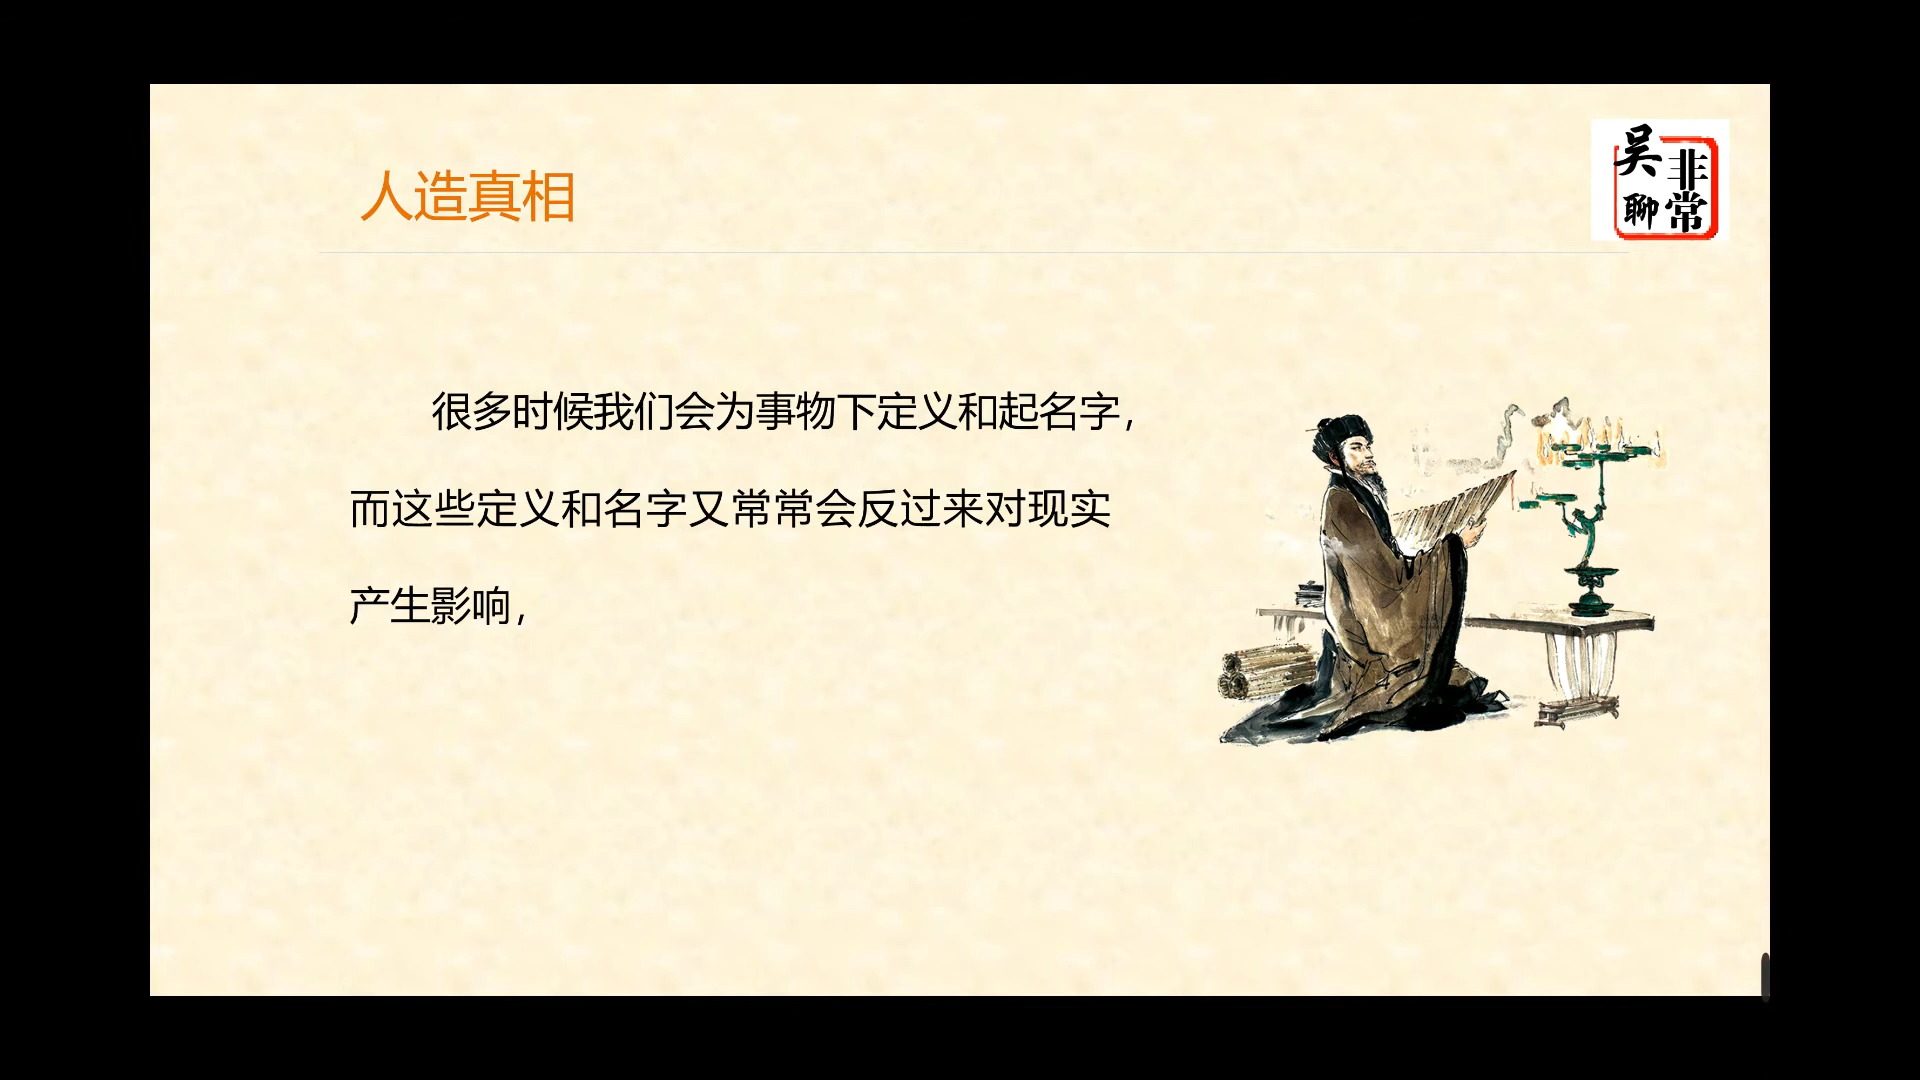 人造真相
吴聊
非常
很多时候我们会为事物下定义和起名字，
而这些定义和名字又常常会反过来对现实
产生影响，